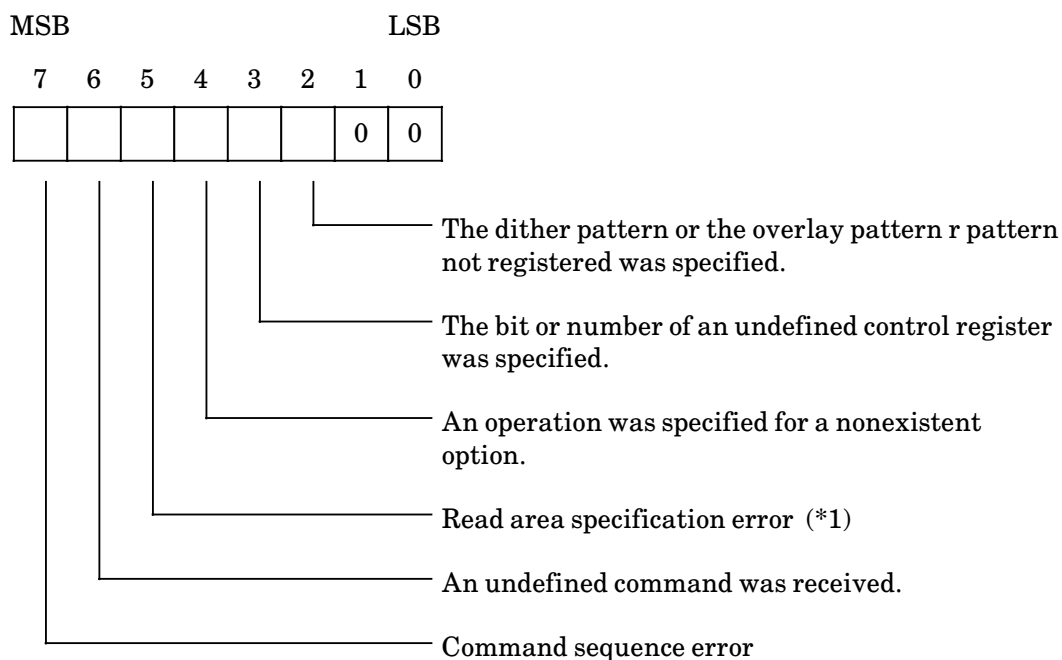 MSB LSB
7 6 5 4 3 2 1 0
0 0
The dither pattern or the overlay pattern r pattern
not registered was specified.
The bit or number of an undefined control register
was specified.
An operation was specified for a nonexistent
option.
Read area specification error (*1)
An undefined command was received.
Command sequence error